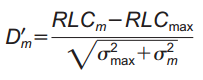 D′m = RLCm − RLCmax / √(σ²max + σ²m)